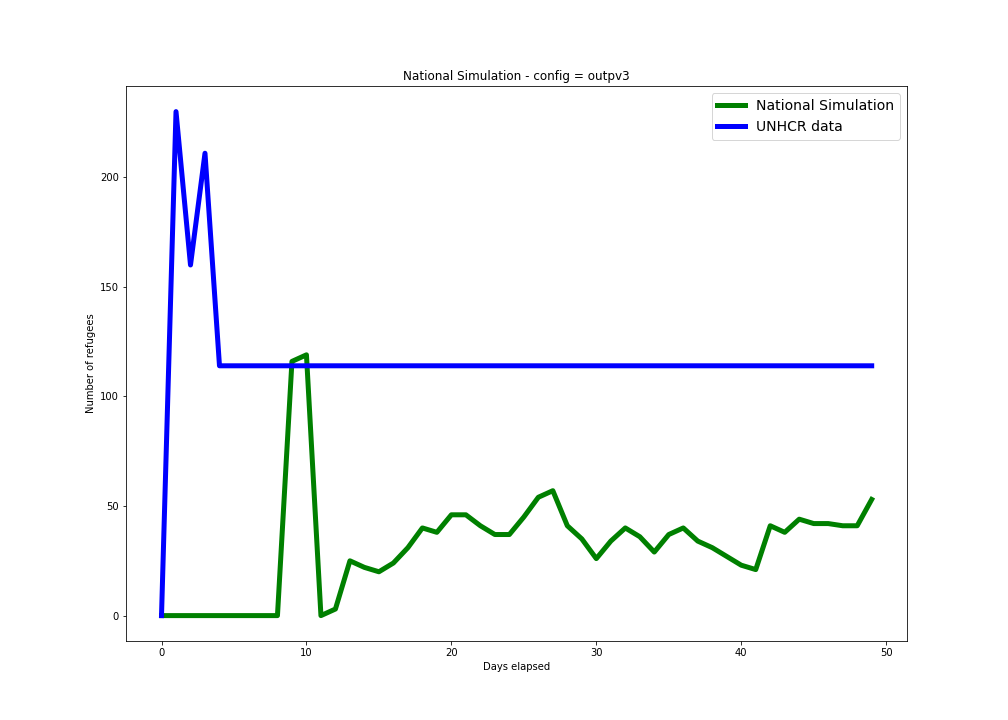 National Simulation - config = outpv3
National Simulation
UNHCR data
Number of refugees
200
150
100
50
0
0 10 20 30 40 50
Days elapsed